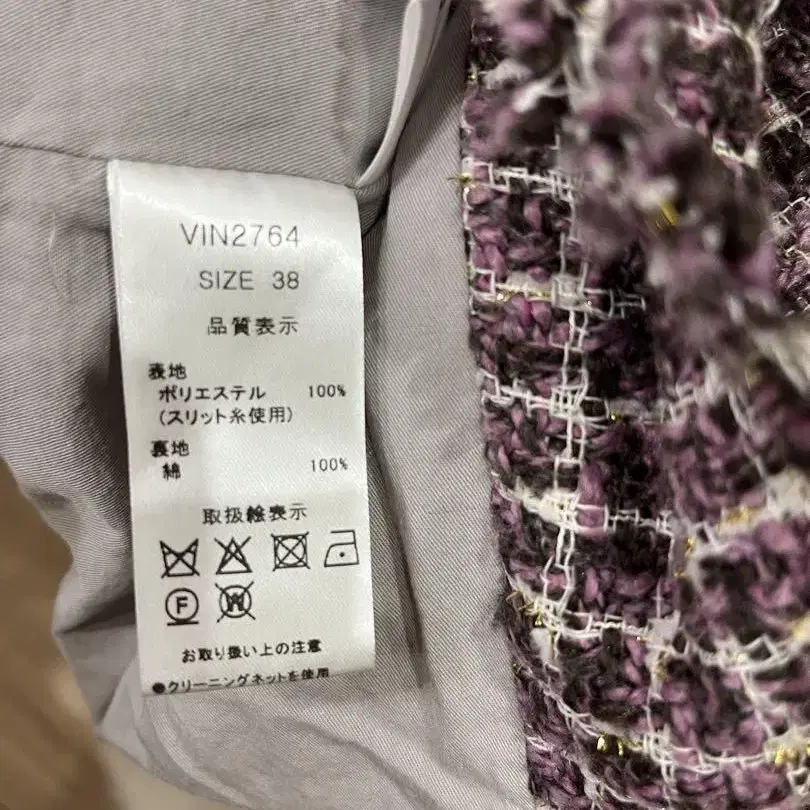 VIN2764
SIZE 38
品質表示
表地
ポリエステル 100%
(スリット糸使用)
裏地
綿 100%
取扱絵表示
F W
お取り扱い上の注意
●クリーニングネットを使用